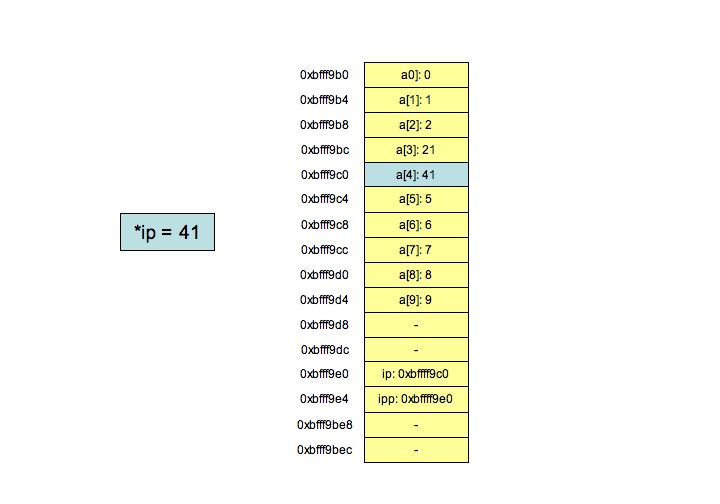 *ip = 41
0xbfff9b0 a0]: 0
0xbfff9b4 a[1]: 1
0xbfff9b8 a[2]: 2
0xbfff9bc a[3]: 21
0xbfff9c0 a[4]: 41
0xbfff9c4 a[5]: 5
0xbfff9c8 a[6]: 6
0xbfff9cc a[7]: 7
0xbfff9d0 a[8]: 8
0xbfff9d4 a[9]: 9
0xbfff9d8 -
0xbfff9dc -
0xbfff9e0 ip: 0xbffff9c0
0xbfff9e4 ipp: 0xbffff9e0
0xbfff9be8 -
0xbfff9bec -